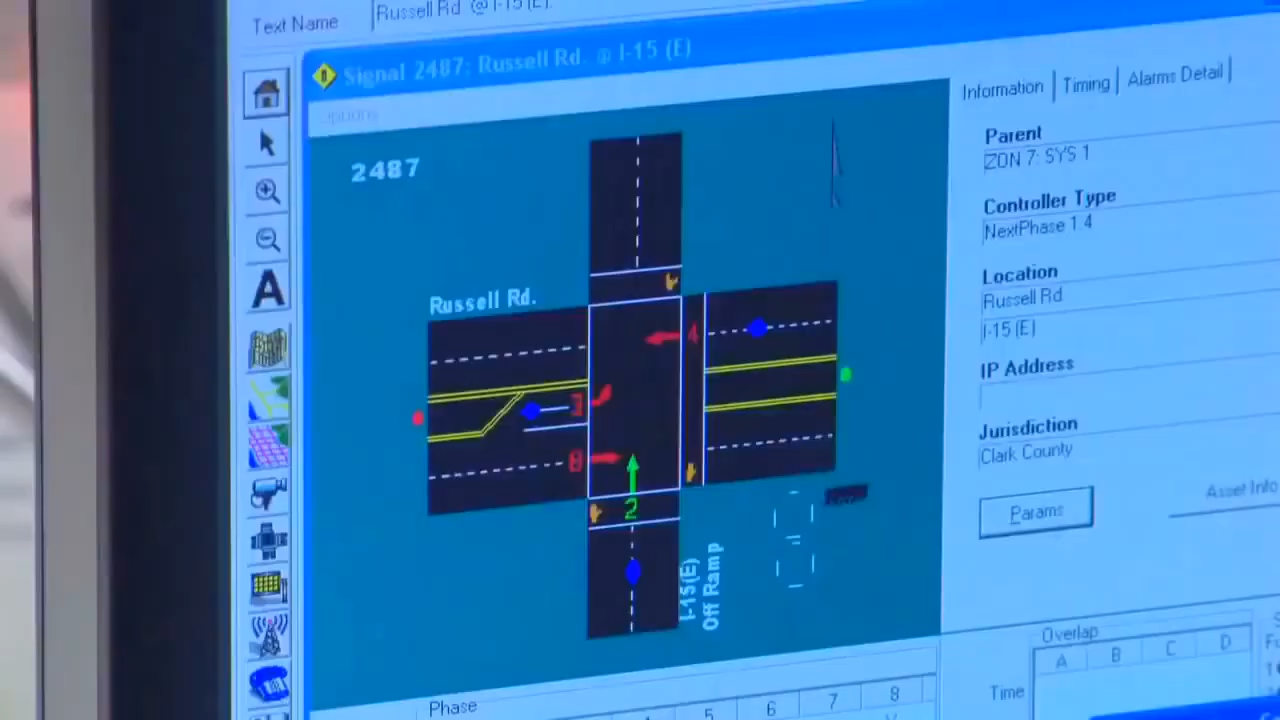 Text Name
Russell Rd @ I-15 (E)
Signal 2487: Russell Rd. @ I-15 (E)
Options
Information
Timing
Alarms Detail
2487
Parent
ZON 7: SYS 1
Controller Type
NextPhase 1.4
Location
Russell Rd
I-15 (E)
Russell Rd.
4
3
8
2
IP Address
Jurisdiction
Clark County
Params
Asset Info
I-15(E)
Off Ramp
Overlap
A B C D
Time
Phase
5 6 7 8